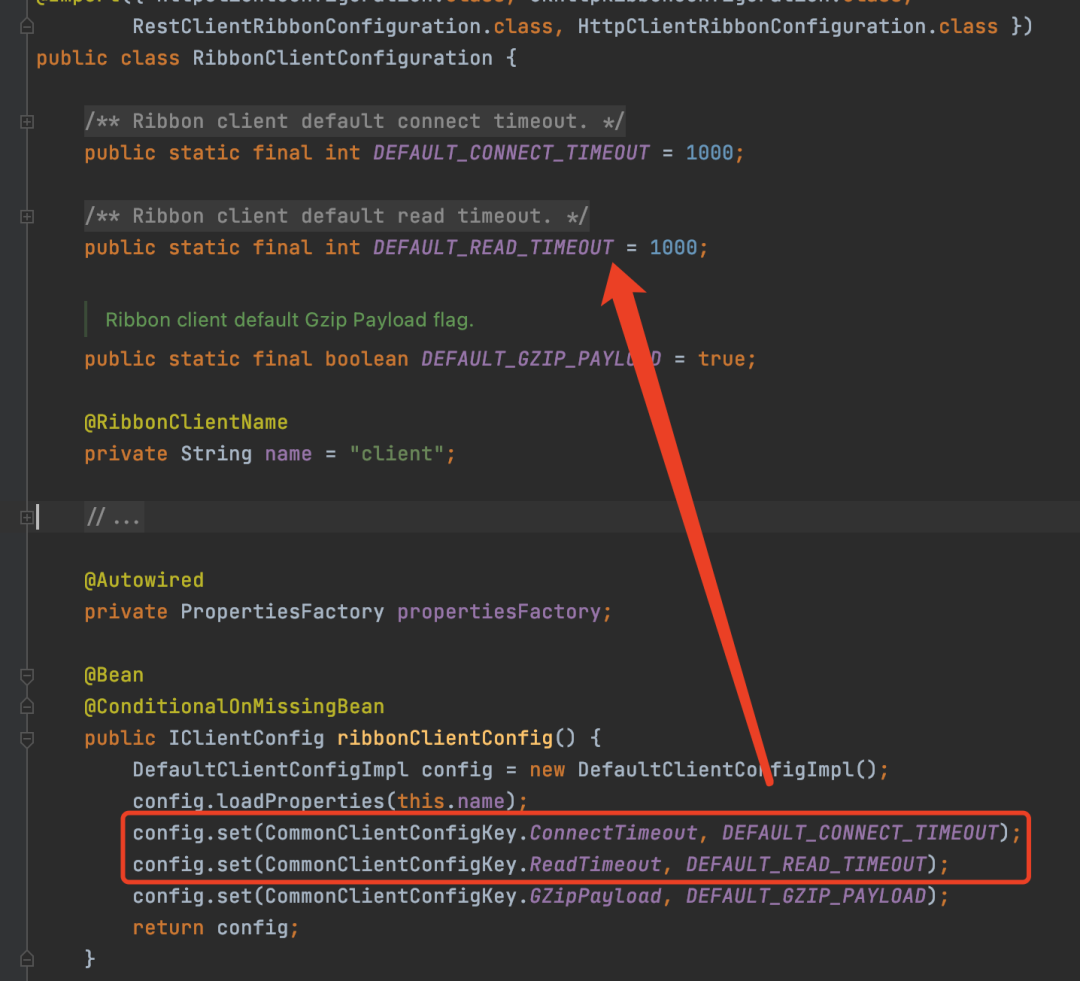 RestClientRibbonConfiguration.class, HttpClientRibbonConfiguration.class })
public class RibbonClientConfiguration {
/** Ribbon client default connect timeout. */
public static final int DEFAULT_CONNECT_TIMEOUT = 1000;
/** Ribbon client default read timeout. */
public static final int DEFAULT_READ_TIMEOUT = 1000;
Ribbon client default Gzip Payload flag.
public static final boolean DEFAULT_GZIP_PAYLOAD = true;
@RibbonClientName
private String name = "client";
// ...
@Autowired
private PropertiesFactory propertiesFactory;
@Bean
@ConditionalOnMissingBean
public IClientConfig ribbonClientConfig() {
DefaultClientConfigImpl config = new DefaultClientConfigImpl();
config.loadProperties(this.name);
config.set(CommonClientConfigKey.ConnectTimeout, DEFAULT_CONNECT_TIMEOUT);
config.set(CommonClientConfigKey.ReadTimeout, DEFAULT_READ_TIMEOUT);
config.set(CommonClientConfigKey.GZipPayload, DEFAULT_GZIP_PAYLOAD);
return config;
}